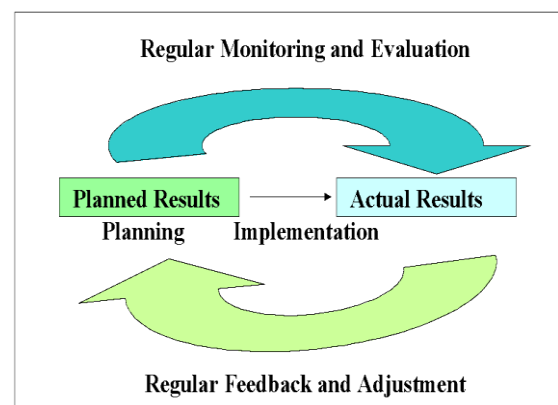 Regular Monitoring and Evaluation
Planned Results
Actual Results
Planning
Implementation
Regular Feedback and Adjustment